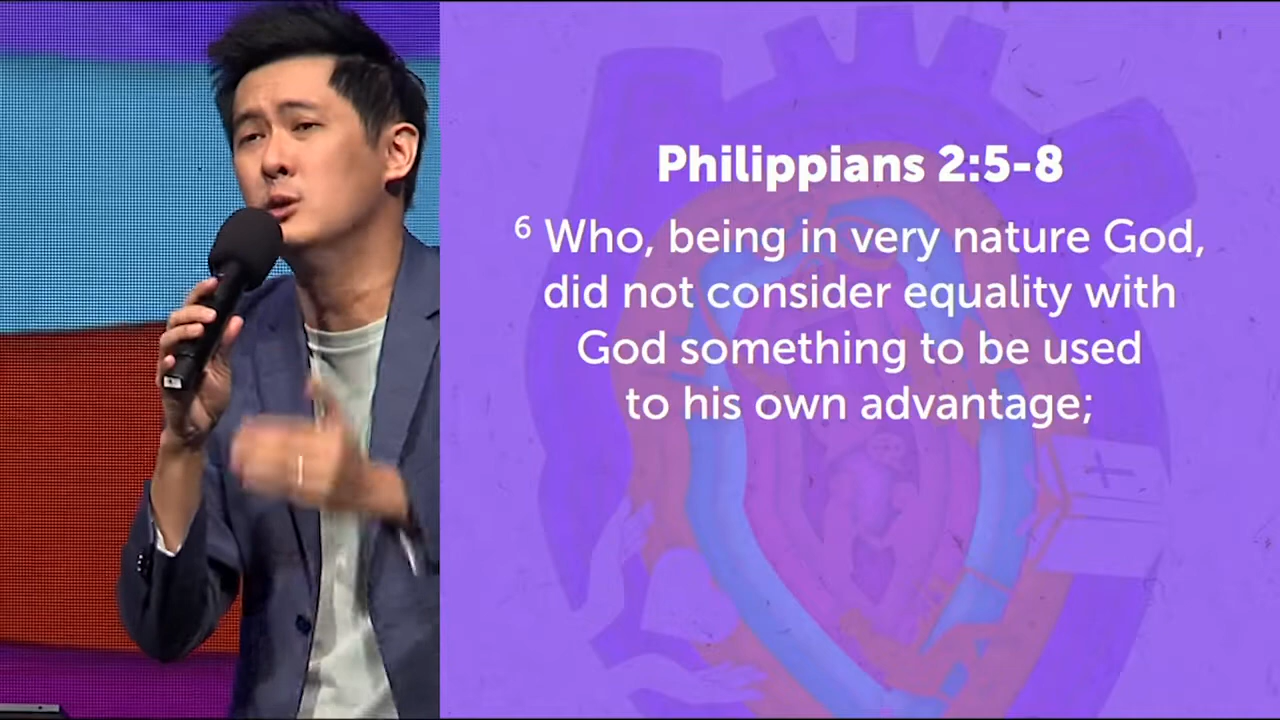 Philippians 2:5-8
⁶ Who, being in very nature God,
did not consider equality with
God something to be used
to his own advantage;